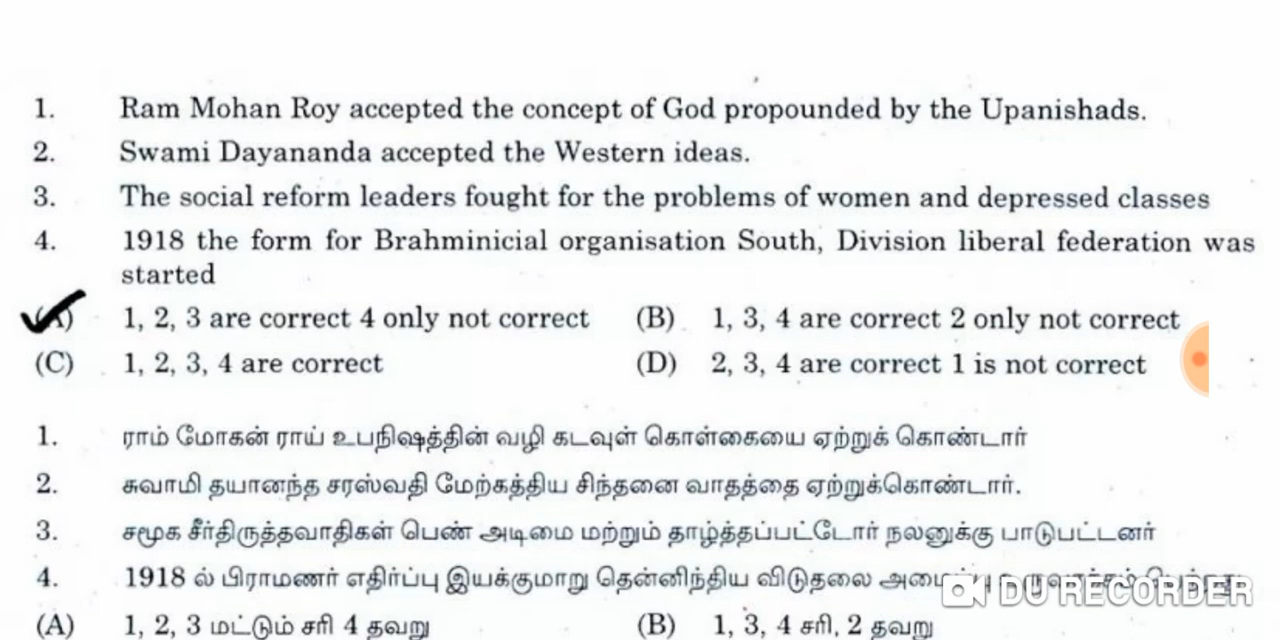 1. Ram Mohan Roy accepted the concept of God propounded by the Upanishads.
2. Swami Dayananda accepted the Western ideas.
3. The social reform leaders fought for the problems of women and depressed classes
4. 1918 the form for Brahminicial organisation South, Division liberal federation was
started
(A) 1, 2, 3 are correct 4 only not correct (B) 1, 3, 4 are correct 2 only not correct
(C) 1, 2, 3, 4 are correct (D) 2, 3, 4 are correct 1 is not correct
1. ராம் மோகன் ராய் உபநிஷத்தின் வழி கடவுள் கொள்கையை ஏற்றுக் கொண்டார்
2. சுவாமி தயானந்த சரஸ்வதி மேற்கத்திய சிந்தனை வாதத்தை ஏற்றுக்கொண்டார்.
3. சமூக சீர்திருத்தவாதிகள் பெண் அடிமை மற்றும் தாழ்த்தப்பட்டோர் நலனுக்கு பாடுபட்டனர்
4. 1918 ல் பிராமணர் எதிர்ப்பு இயக்குமாறு தென்னிந்திய விடுதலை
DU RECORDER
(A) 1, 2, 3 மட்டும் சரி 4 தவறு (B) 1, 3, 4 சரி, 2 தவறு